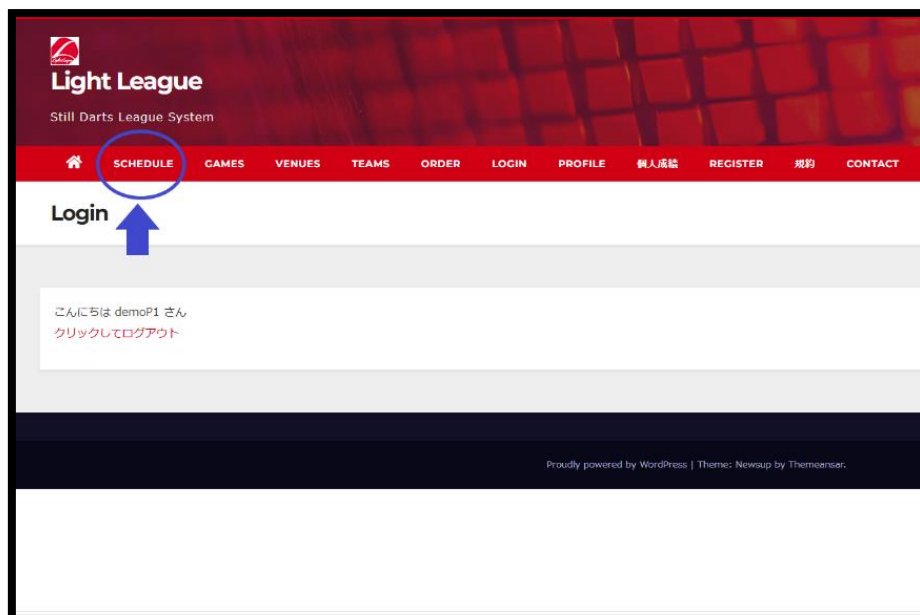 Light League
Still Darts League System
SCHEDULE GAMES VENUES TEAMS ORDER LOGIN PROFILE 個人成績 REGISTER 規約 CONTACT
Login
こんにちは demoP1 さん
クリックしてログアウト
Proudly powered by WordPress | Theme: Newsup by Themeansar.